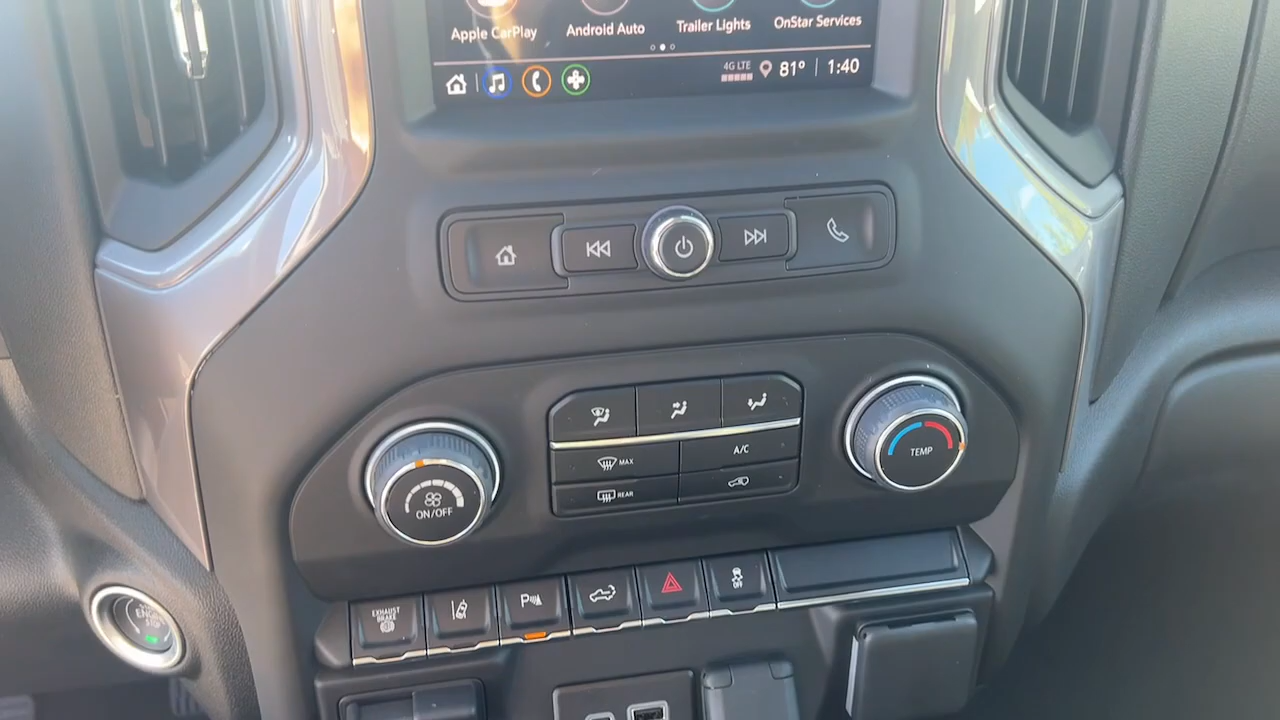 Apple CarPlay
Android Auto
Trailer Lights
OnStar Services
4G LTE
81°
1:40
MAX
A/C
REAR
ON/OFF
TEMP
EXHAUST
BRAKE
P
OFF